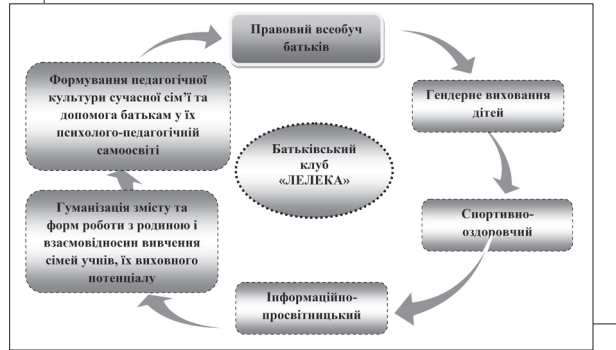 Правовий всеобуч
батьків
Гендерне виховання
дітей
Спортивно-
оздоровчий
Інформаційно-
просвітницький
Гуманізація змісту та
форм роботи з родиною і
взаємовідносин вивчення
сімей учнів, їх виховного
потенціалу
Формування педагогічної
культури сучасної сім’ї та
допомога батькам у їх
психолого-педагогічній
самоосвіті
Батьківський
клуб
«ЛЕЛЕКА»